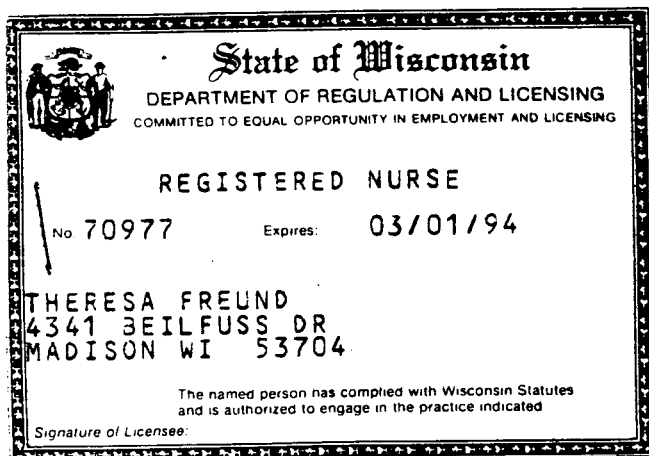 State of Wisconsin
DEPARTMENT OF REGULATION AND LICENSING
COMMITTED TO EQUAL OPPORTUNITY IN EMPLOYMENT AND LICENSING
REGISTERED NURSE
No. 70977 Expires: 03/01/94
THERESA FREUND
4341 BEILFUSS DR
MADISON WI 53704
The named person has complied with Wisconsin Statutes
and is authorized to engage in the practice indicated
Signature of Licensee: